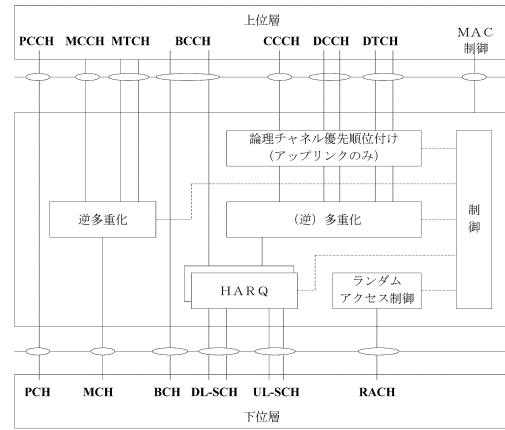 上位層
PCCH MCCH MTCH BCCH CCCH DCCH DTCH
ＭＡＣ
制御
論理チャネル優先順位付け
（アップリンクのみ）
逆多重化
（逆）多重化
制
御
ＨＡＲＱ
ランダム
アクセス制御
PCH MCH BCH DL-SCH UL-SCH RACH
下位層